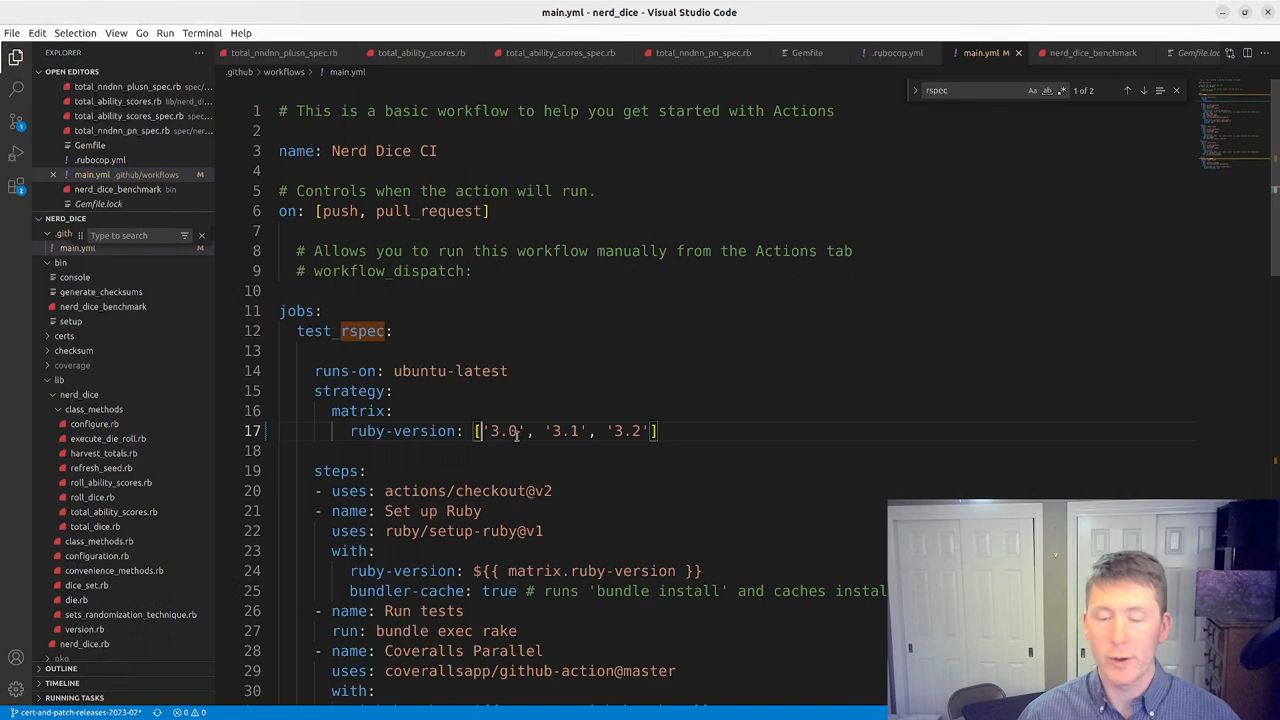 main.yml - nerd_dice - Visual Studio Code
File Edit Selection View Go Run Terminal Help
EXPLORER
total_nndnn_plusn_spec.rb total_ability_scores.rb total_ability_scores_spec.rb total_nndnn_pn_spec.rb Gemfile .rubocop.yml main.yml M nerd_dice_benchmark Gemfile.lock
OPEN EDITORS
total_nndnn_plusn_spec.rb
total_ability_scores.rb lib/nerd_d...
total_ability_scores_spec.rb spec/...
total_nndnn_pn_spec.rb spec/ner...
Gemfile
.rubocop.yml
main.yml .github/workflows M
nerd_dice_benchmark bin
Gemfile.lock
NERD_DICE
.gith
Type to search
main.yml M
bin
console
generate_checksums
nerd_dice_benchmark
setup
certs
checksum
coverage
lib
nerd_dice
class_methods
configure.rb
execute_die_roll.rb
harvest_totals.rb
refresh_seed.rb
roll_ability_scores.rb
roll_dice.rb
total_ability_scores.rb
total_dice.rb
class_methods.rb
configuration.rb
convenience_methods.rb
dice_set.rb
die.rb
sets_randomization_technique.rb
version.rb
nerd_dice.rb
pkg
OUTLINE
TIMELINE
RUNNING TASKS
.github > workflows > main.yml
rspec Aa ab .* 1 of 2
1 # This is a basic workflow to help you get started with Actions
2
3 name: Nerd Dice CI
4
5 # Controls when the action will run.
6 on: [push, pull_request]
7
8 # Allows you to run this workflow manually from the Actions tab
9 # workflow_dispatch:
10
11 jobs:
12 test_rspec:
13
14 runs-on: ubuntu-latest
15 strategy:
16 matrix:
17 ruby-version: ['3.0', '3.1', '3.2']
18
19 steps:
20 - uses: actions/checkout@v2
21 - name: Set up Ruby
22 uses: ruby/setup-ruby@v1
23 with:
24 ruby-version: ${{ matrix.ruby-version }}
25 bundler-cache: true # runs 'bundle install' and caches instal
26 - name: Run tests
27 run: bundle exec rake
28 - name: Coveralls Parallel
29 uses: coverallsapp/github-action@master
30 with:
cert-and-patch-releases-2023-02* 0 0